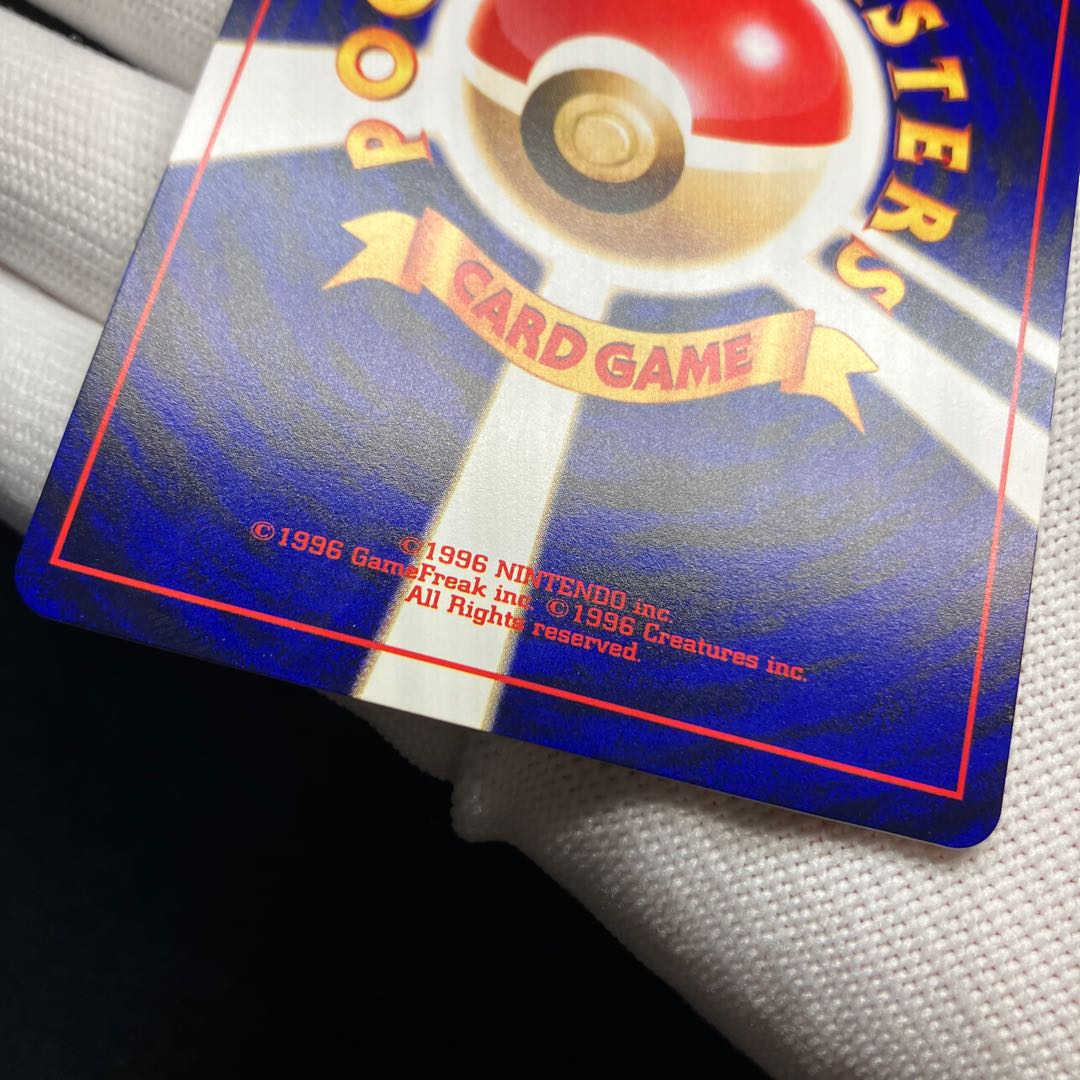 POC
STERS
CARD GAME
©1996 NINTENDO inc.
©1996 GameFreak inc. ©1996 Creatures inc.
All Rights reserved.